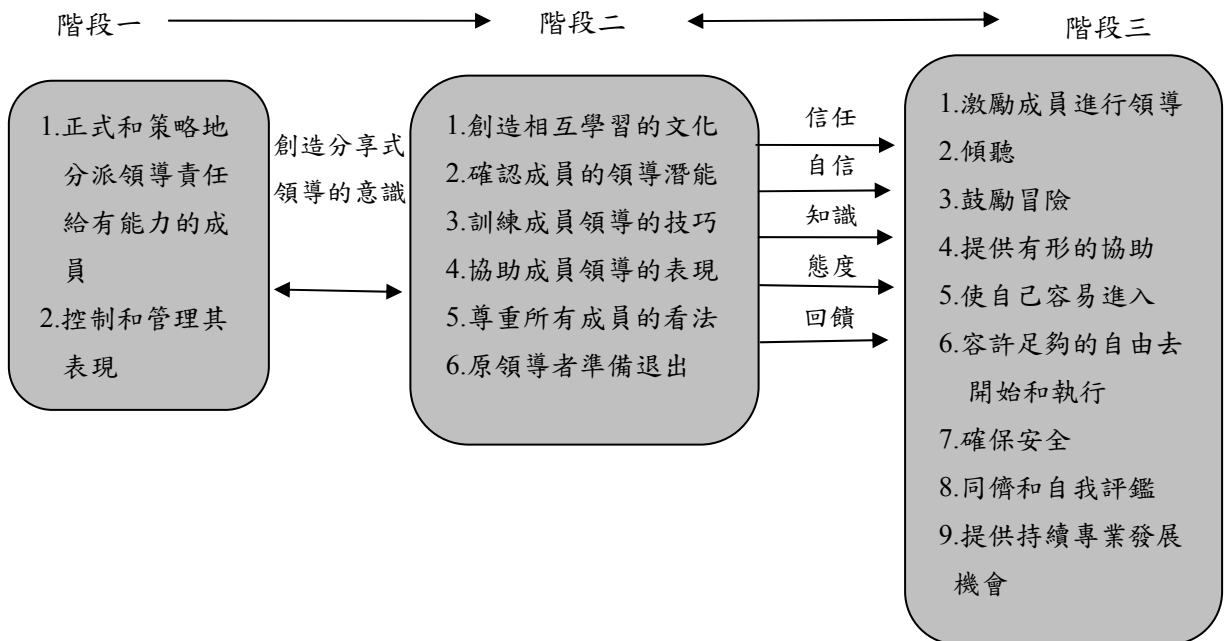 階段一
階段二
階段三
1.正式和策略地
分派領導責任
給有能力的成
員
2.控制和管理其
表現
創造分享式
領導的意識
1.創造相互學習的文化
2.確認成員的領導潛能
3.訓練成員領導的技巧
4.協助成員領導的表現
5.尊重所有成員的看法
6.原領導者準備退出
信任
自信
知識
態度
回饋
1.激勵成員進行領導
2.傾聽
3.鼓勵冒險
4.提供有形的協助
5.使自己容易進入
6.容許足夠的自由去
開始和執行
7.確保安全
8.同儕和自我評鑑
9.提供持續專業發展
機會